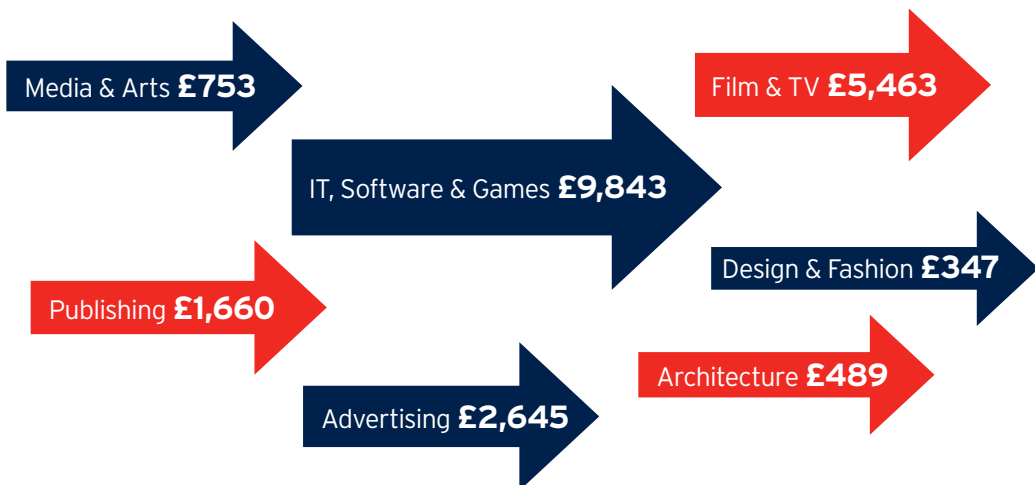 Media & Arts £753
Film & TV £5,463
IT, Software & Games £9,843
Design & Fashion £347
Publishing £1,660
Architecture £489
Advertising £2,645